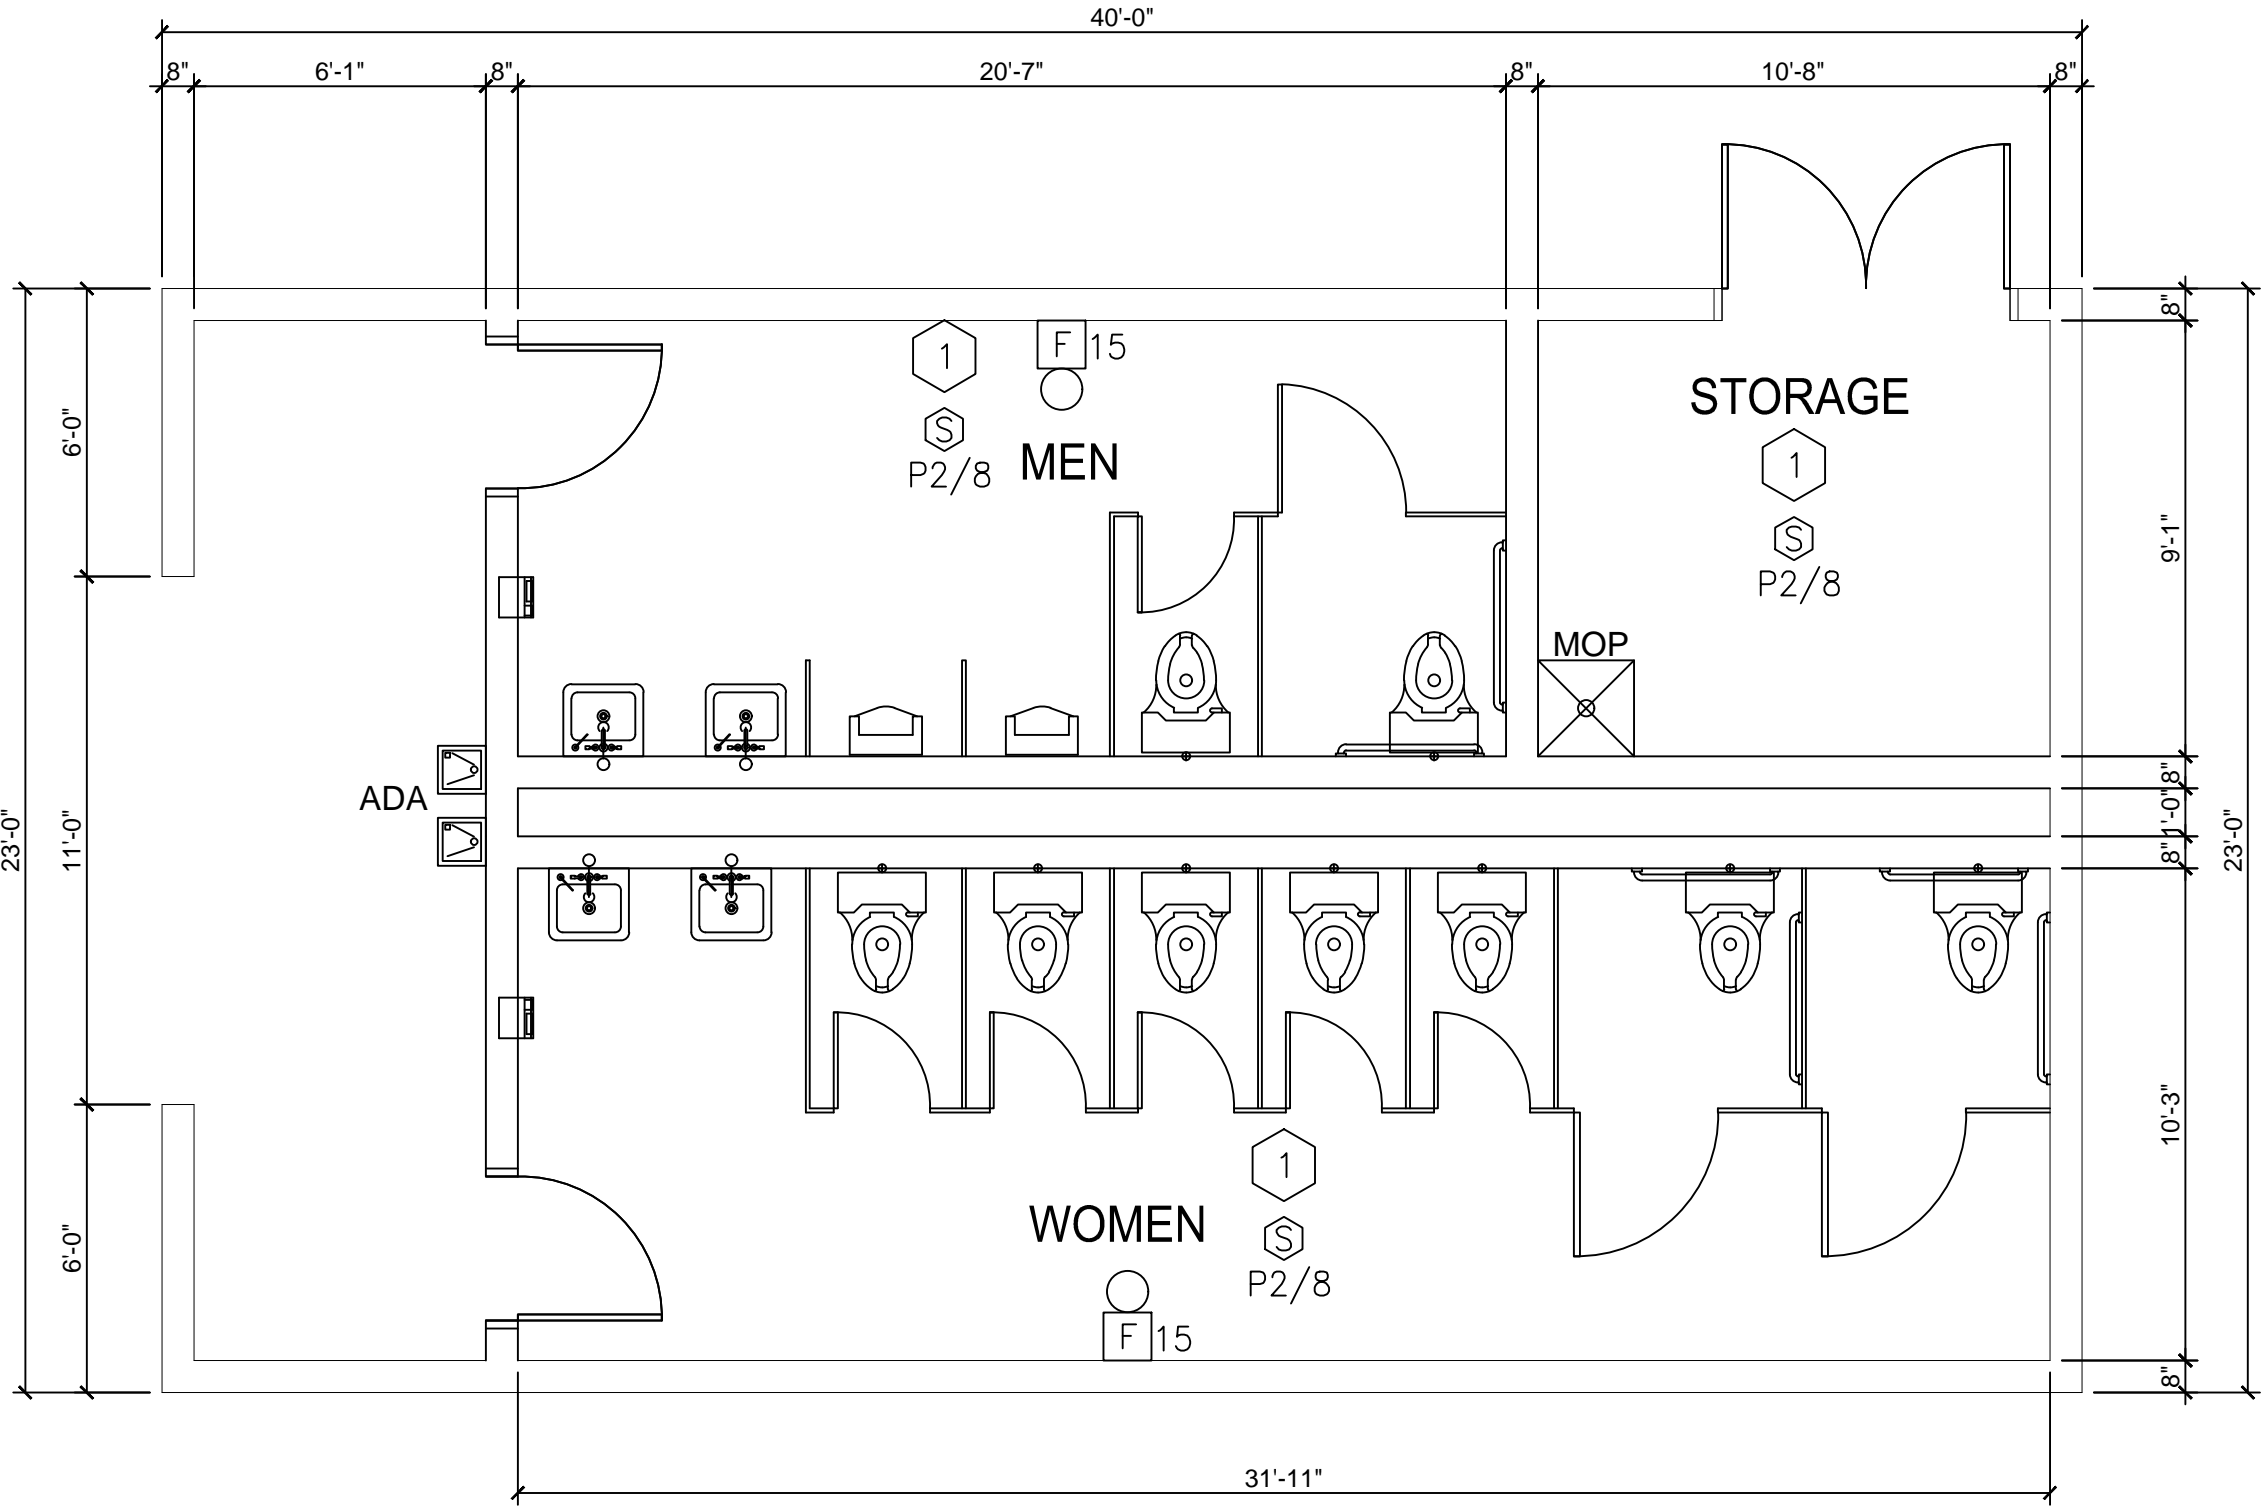 40'-0"
8" 6'-1" 8" 20'-7" 8" 10'-8" 8"
8"
1
F 15
S
P2/8 MEN
STORAGE
1
S
P2/8
6'-0"
9'-1"
MOP
ADA
8"
1'-0"
8"
23'-0"
11'-0"
23'-0"
10'-3"
1
WOMEN
S
P2/8
F 15
6'-0"
8"
31'-11"